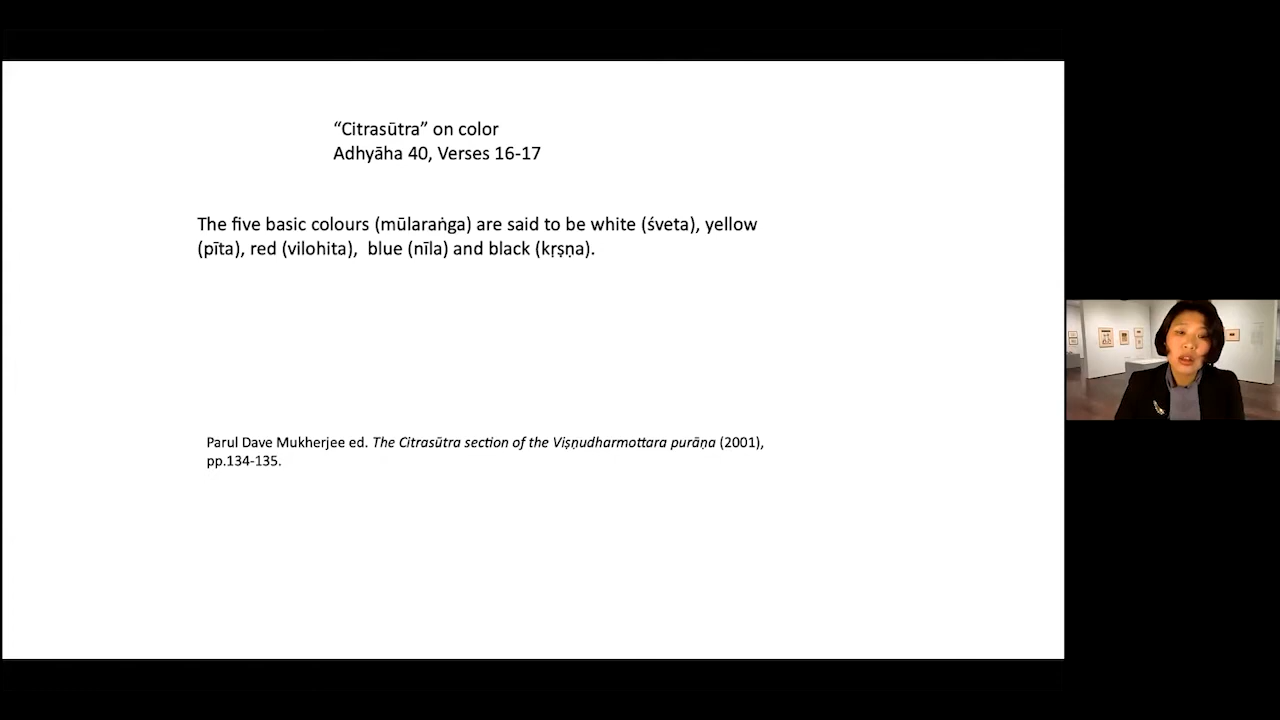 “Citrasūtra” on color
Adhyāha 40, Verses 16-17
The five basic colours (mūlaraṅga) are said to be white (śveta), yellow
(pīta), red (vilohita),  blue (nīla) and black (kṛṣṇa).
Parul Dave Mukherjee ed. The Citrasūtra section of the Viṣṇudharmottara purāṇa (2001),
pp.134-135.